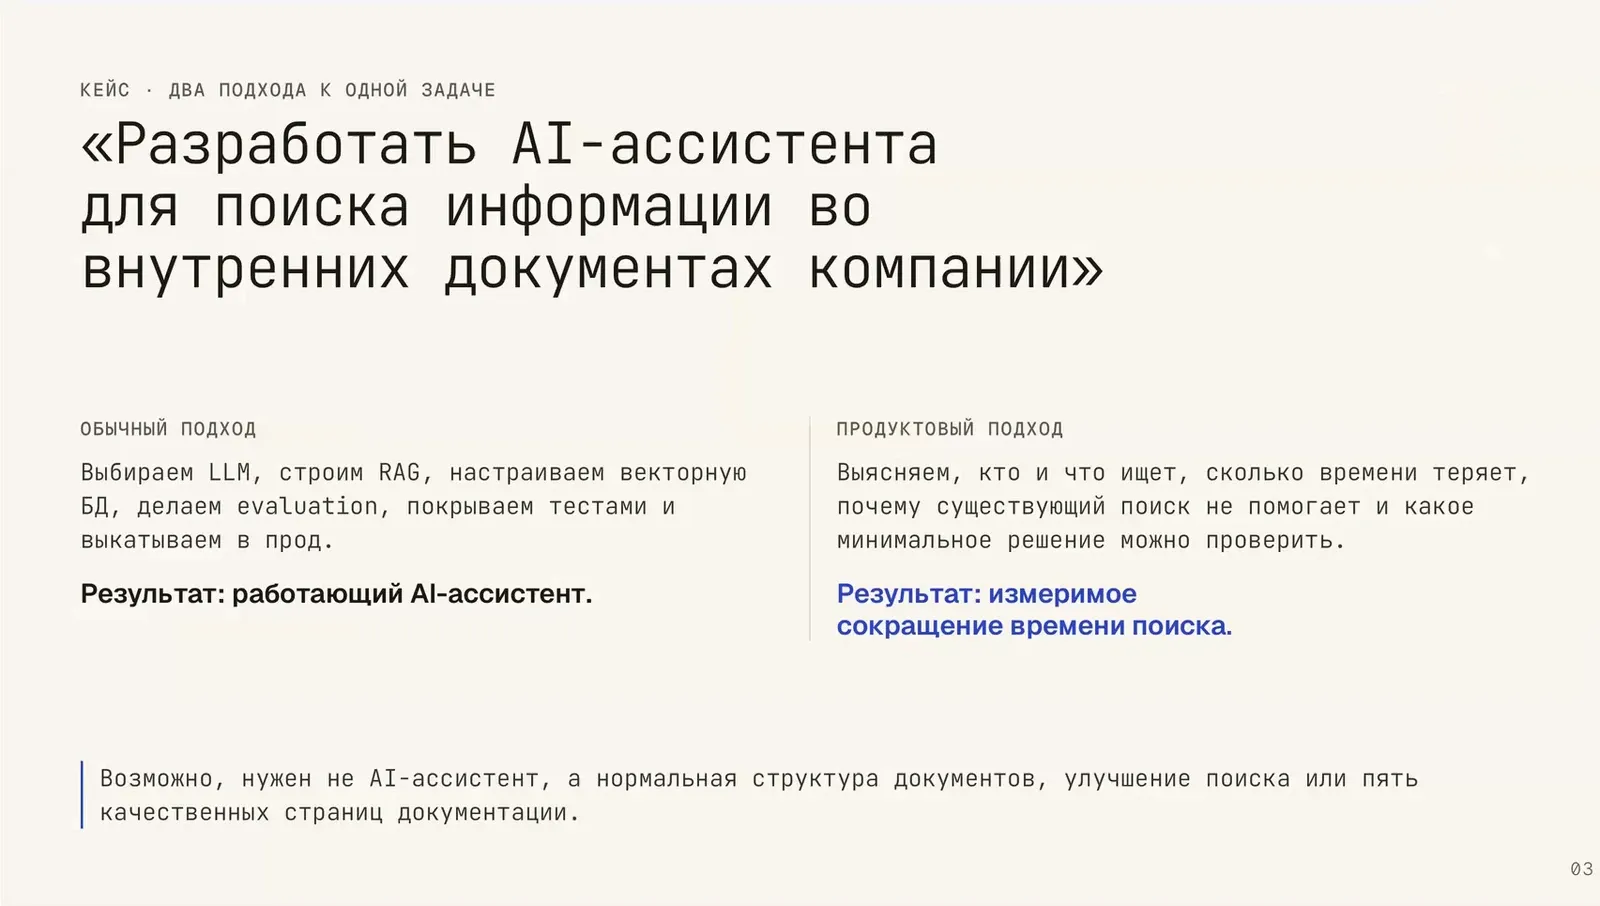 КЕЙС · ДВА ПОДХОДА К ОДНОЙ ЗАДАЧЕ
«Разработать AI-ассистента
для поиска информации во
внутренних документах компании»
ОБЫЧНЫЙ ПОДХОД
Выбираем LLM, строим RAG, настраиваем векторную
БД, делаем evaluation, покрываем тестами и
выкатываем в прод.
Результат: работающий AI-ассистент.
ПРОДУКТОВЫЙ ПОДХОД
Выясняем, кто и что ищет, сколько времени теряет,
почему существующий поиск не помогает и какое
минимальное решение можно проверить.
Результат: измеримое
сокращение времени поиска.
Возможно, нужен не AI-ассистент, а нормальная структура документов, улучшение поиска или пять
качественных страниц документации.
03